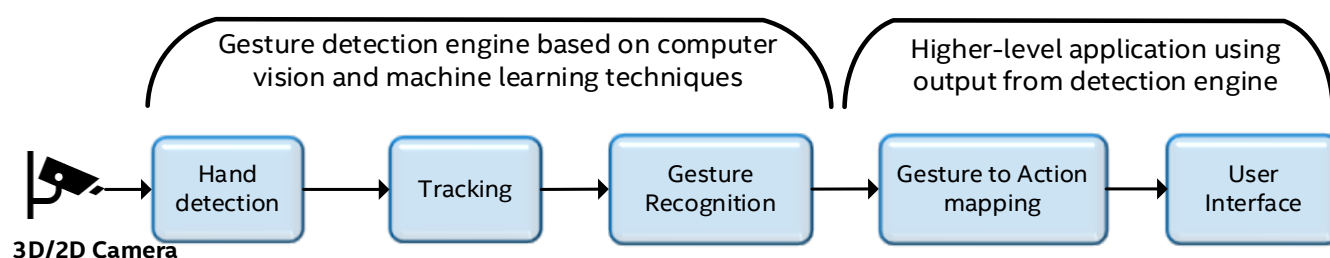 Gesture detection engine based on computer
vision and machine learning techniques
Higher-level application using
output from detection engine
Hand
detection
Tracking
Gesture
Recognition
Gesture to Action
mapping
User
Interface
3D/2D Camera